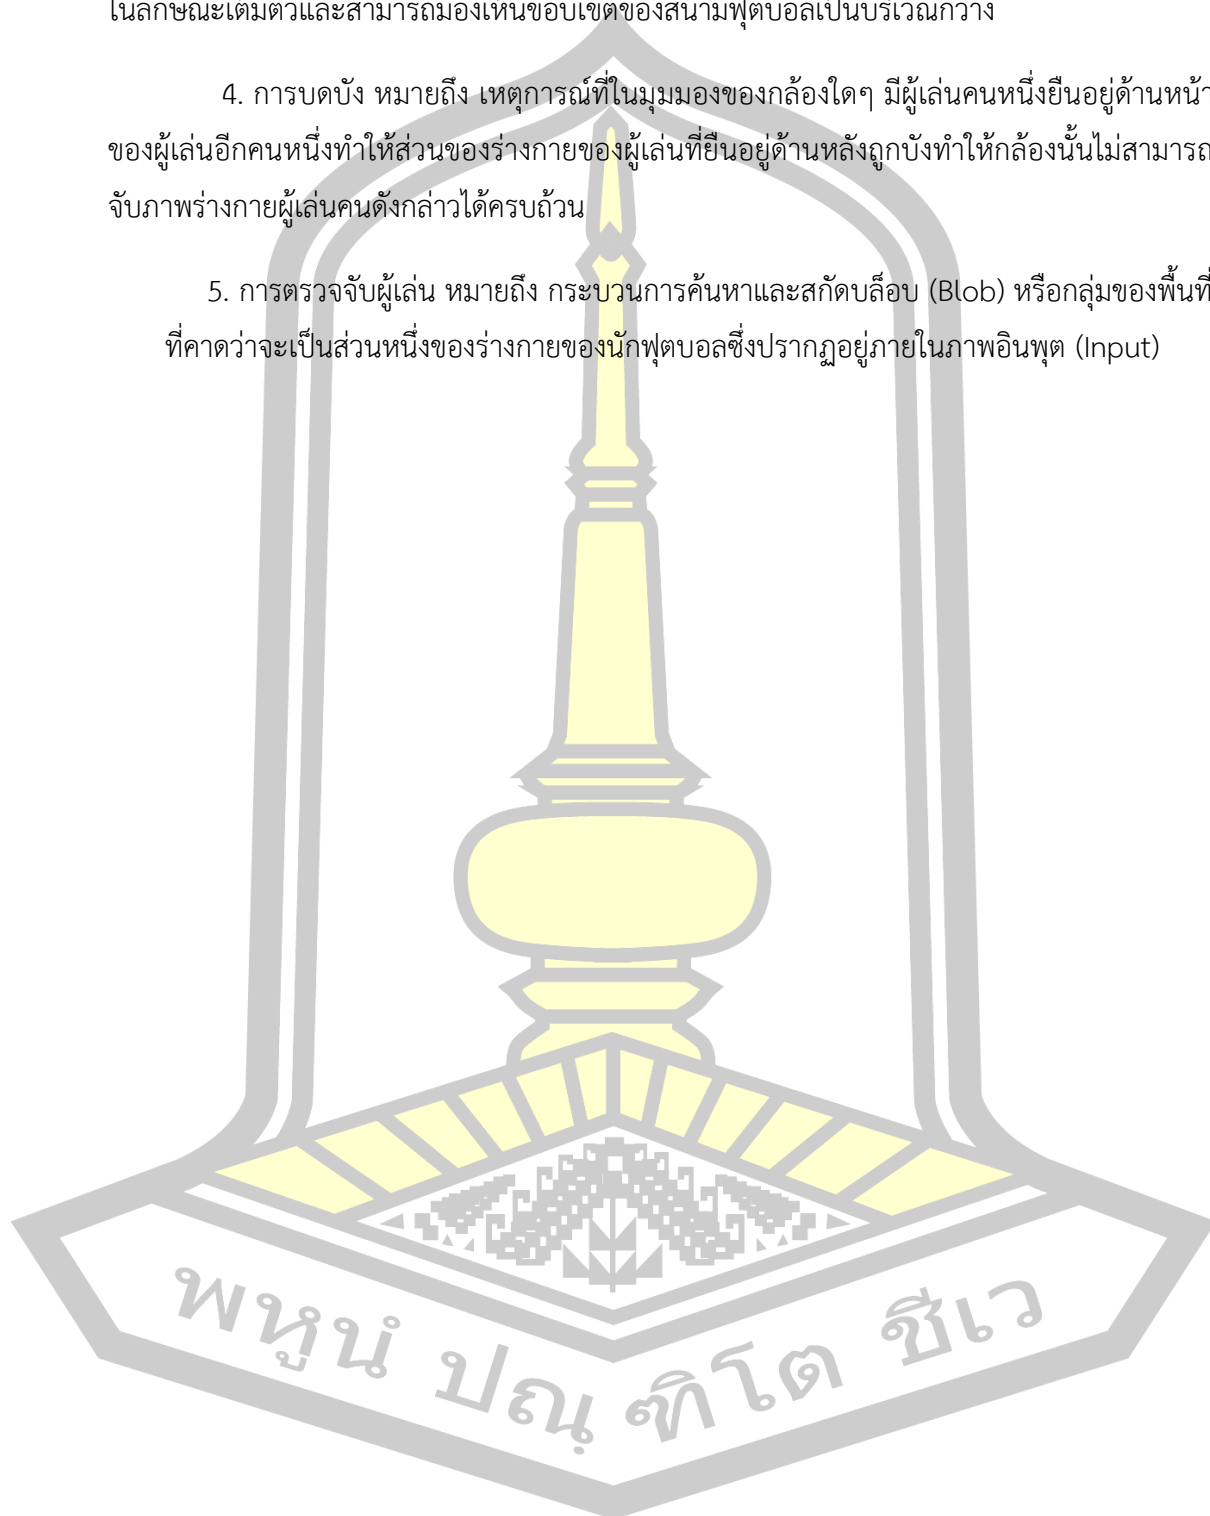 ในลักษณะเต็มตัวและสามารถมองเห็นขอบเขตของสนามฟุตบอลเป็นบริเวณกว้าง
4. การบดบัง หมายถึง เหตุการณ์ที่ในมุมมองของกล้องใดๆ มีผู้เล่นคนหนึ่งยืนอยู่ด้านหน้า
ของผู้เล่นอีกคนหนึ่งทำให้ส่วนของร่างกายของผู้เล่นที่ยืนอยู่ด้านหลังถูกบังทำให้กล้องนั้นไม่สามารถ
จับภาพร่างกายผู้เล่นคนดังกล่าวได้ครบถ้วน
5. การตรวจจับผู้เล่น หมายถึง กระบวนการค้นหาและสกัดบล็อบ (Blob) หรือกลุ่มของพื้นที่
ที่คาดว่าจะเป็นส่วนหนึ่งของร่างกายของนักฟุตบอลซึ่งปรากฏอยู่ภายในภาพอินพุต (Input)
พหูนํ ปณฺฑิโต ชีเว